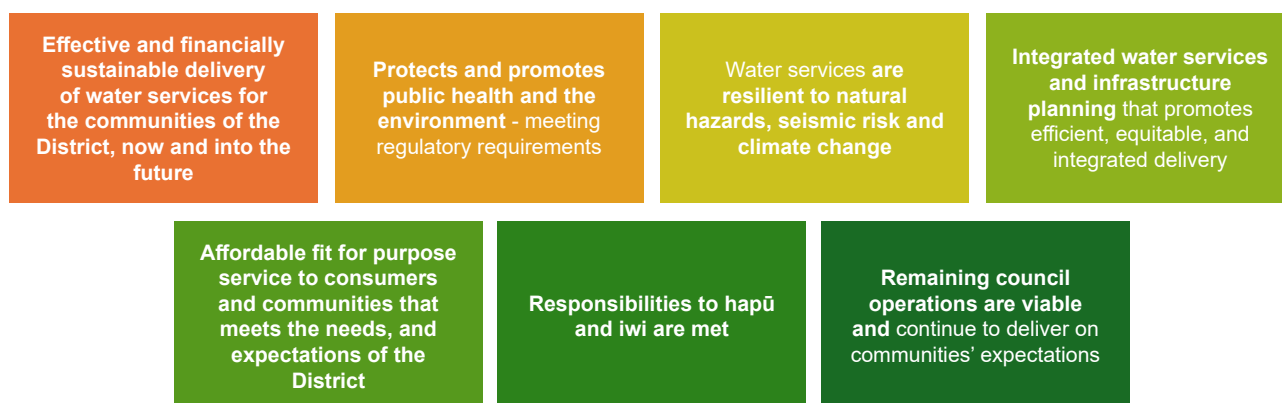 Effective and financially
sustainable delivery
of water services for
the communities of the
District, now and into the
future
Protects and promotes
public health and the
environment - meeting
regulatory requirements
Water services are
resilient to natural
hazards, seismic risk and
climate change
Integrated water services
and infrastructure
planning that promotes
efficient, equitable, and
integrated delivery
Affordable fit for purpose
service to consumers
and communities that
meets the needs, and
expectations of the
District
Responsibilities to hapū
and iwi are met
Remaining council
operations are viable
and continue to deliver on
communities’ expectations